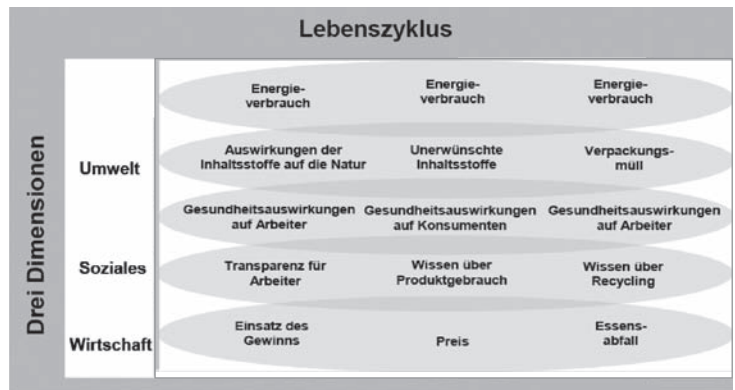 Lebenszyklus
Drei Dimensionen
Energie-
verbrauch
Energie-
verbrauch
Energie-
verbrauch
Umwelt
Auswirkungen der
Inhaltsstoffe auf die Natur
Unerwünschte
Inhaltsstoffe
Verpackungs-
müll
Gesundheitsauswirkungen
auf Arbeiter
Gesundheitsauswirkungen
auf Konsumenten
Gesundheitsauswirkungen
auf Arbeiter
Soziales
Transparenz für
Arbeiter
Wissen über
Produktgebrauch
Wissen über
Recycling
Wirtschaft
Einsatz des
Gewinns
Preis
Essens-
abfall